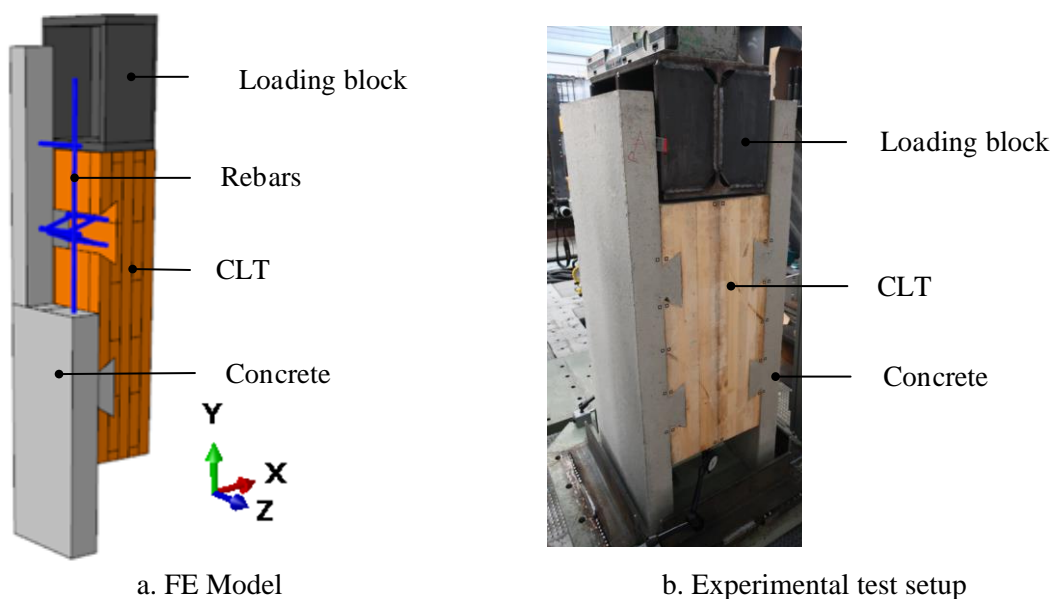 Loading block
Rebars
CLT
Concrete
Y
X
Z
a. FE Model
Loading block
CLT
Concrete
b. Experimental test setup